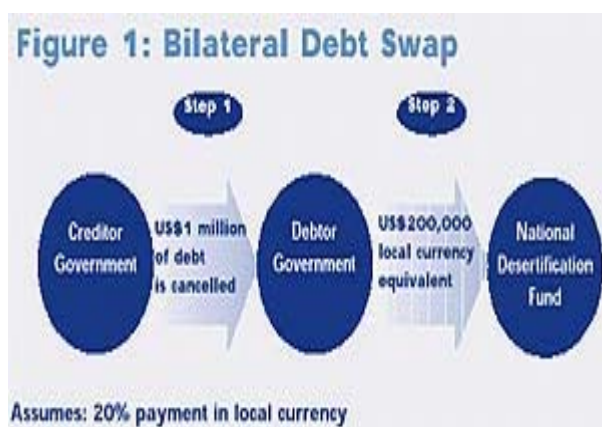 Figure 1: Bilateral Debt Swap
Step 1
Step 2
Creditor
Government
US$1 million
of debt
is cancelled
Debtor
Government
US$200,000
local currency
equivalent
National
Desertification
Fund
Assumes: 20% payment in local currency